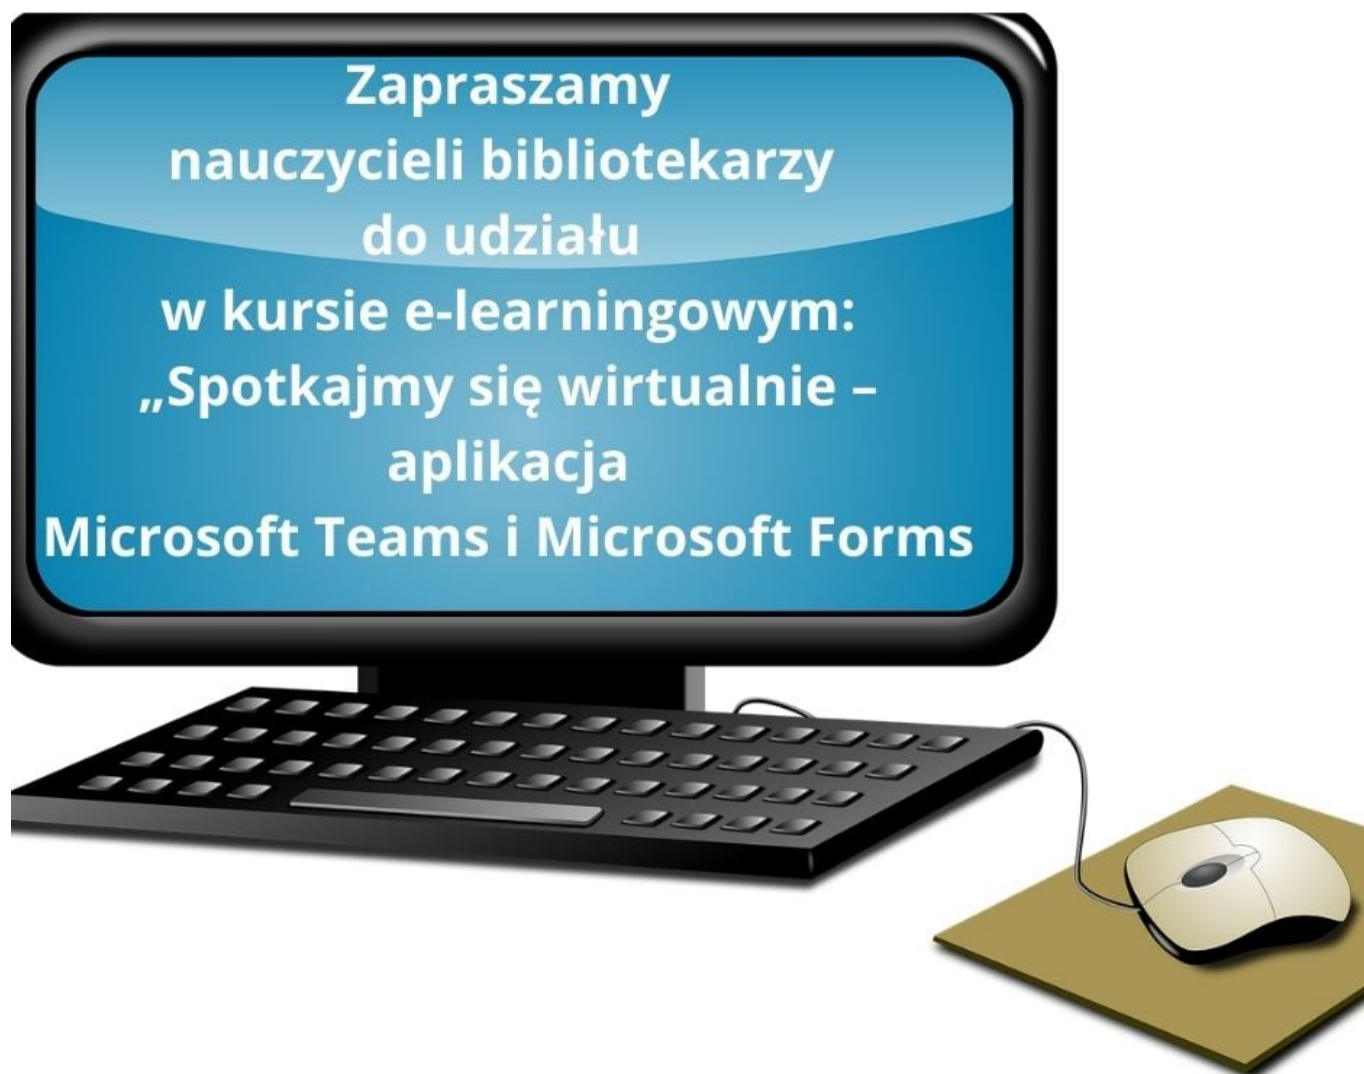 Zapraszamy
nauczycieli bibliotekarzy
do udziału
w kursie e-learningowym:
„Spotkajmy się wirtualnie –
aplikacja
Microsoft Teams i Microsoft Forms